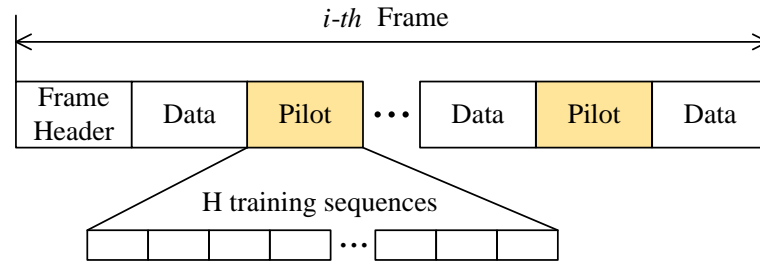 i-th Frame
Frame Header Data Pilot ··· Data Pilot Data
H training sequences
···